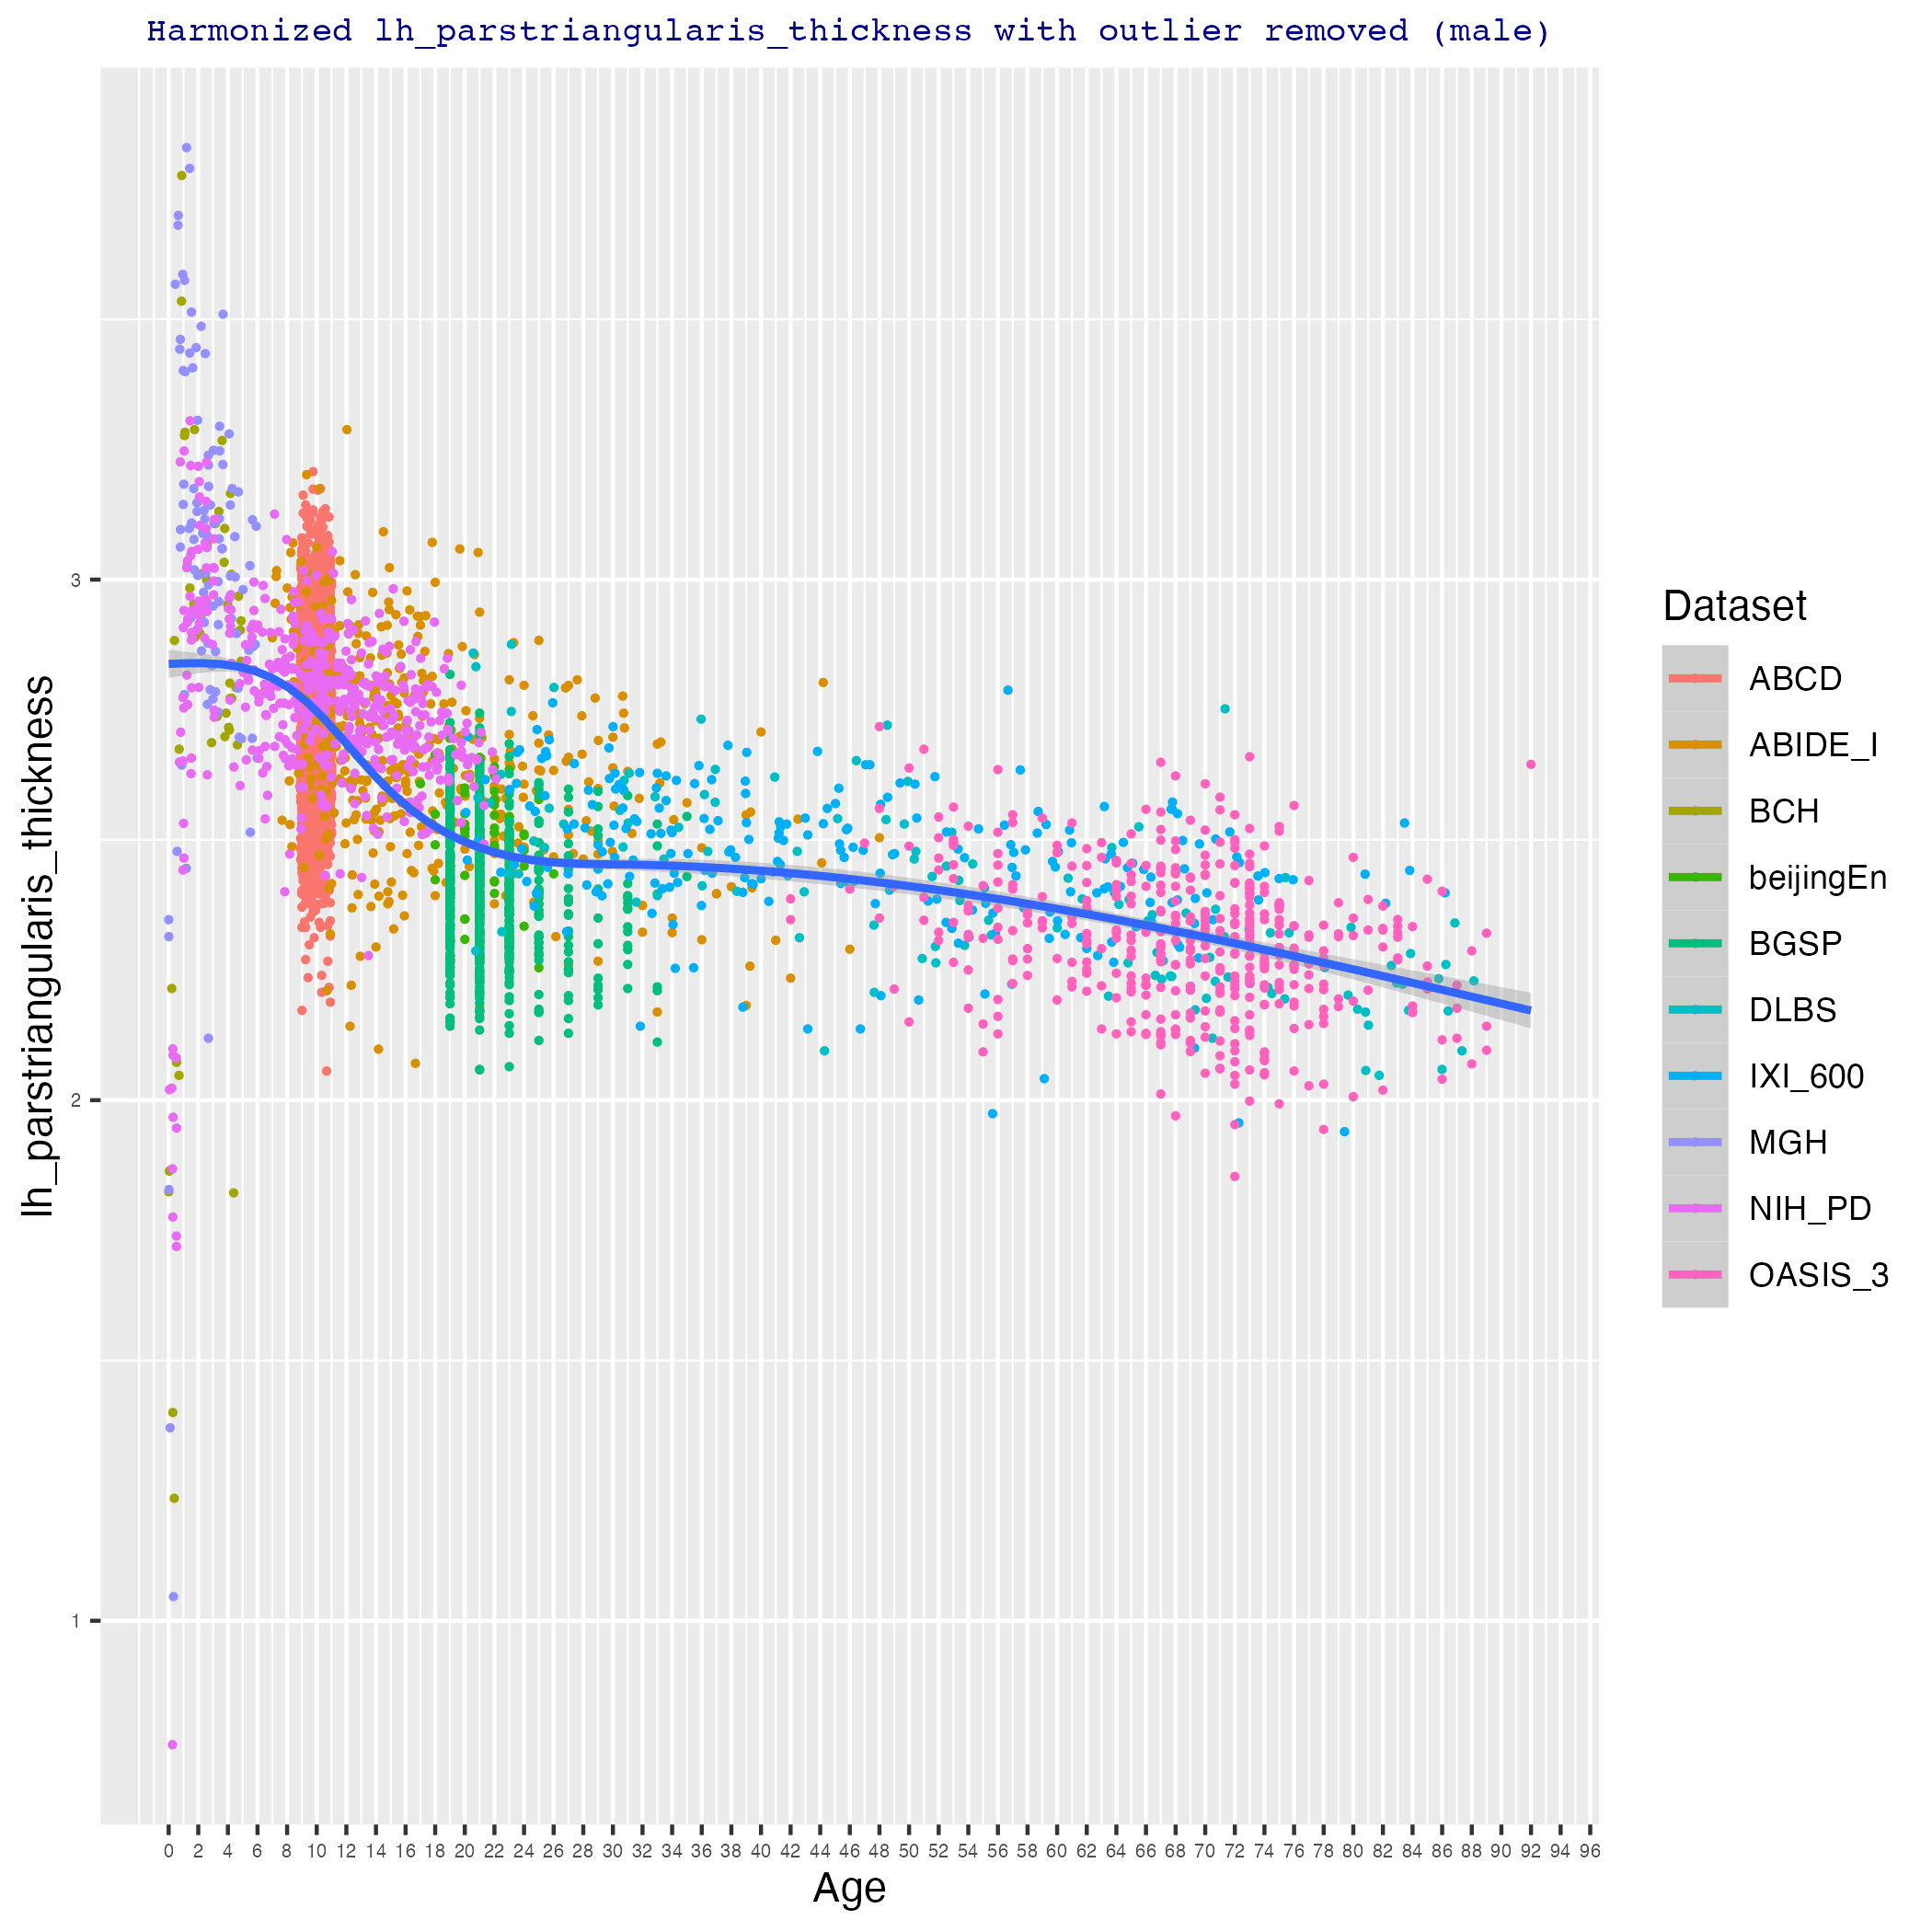 Harmonized lh_parstriangularis_thickness with outlier removed (male)
lh_parstriangularis_thickness
3
2
1
0 2 4 6 8 10 12 14 16 18 20 22 24 26 28 30 32 34 36 38 40 42 44 46 48 50 52 54 56 58 60 62 64 66 68 70 72 74 76 78 80 82 84 86 88 90 92 94 96
Age
Dataset
ABCD
ABIDE_I
BCH
beijingEn
BGSP
DLBS
IXI_600
MGH
NIH_PD
OASIS_3